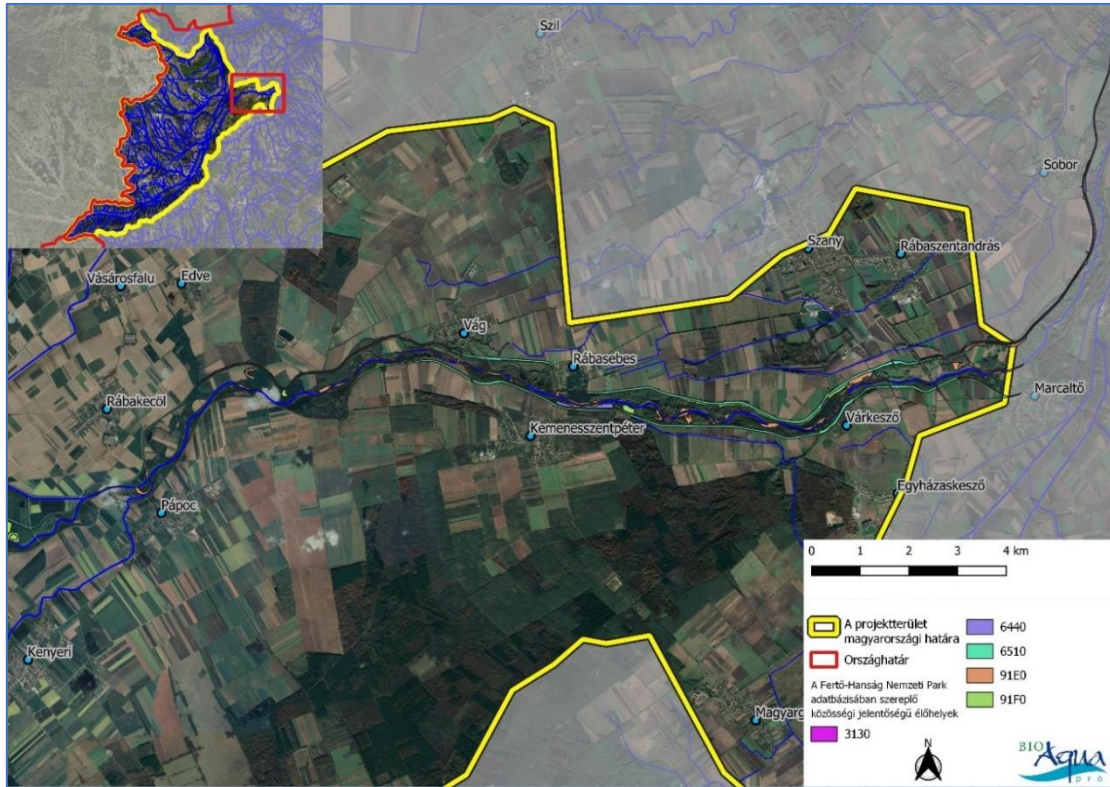 Szil
Sobor
Szany
Rábaszentandrás
Vásárosfalu
Edve
Vág
Rábasebes
Marcaltő
Rábakecöl
Várkesző
Kemenesszentpéter
Egyházaskesző
Pápoc
Kenyeri
Magyarg
0 1 2 3 4 km
A projektterület
magyarországi határa
Országhatár
A Fertő-Hanság Nemzeti Park
adatbázisában szereplő
közösségi jelentőségű élőhelyek
3130
6440
6510
91E0
91F0
N
BIO
Aqua
pro